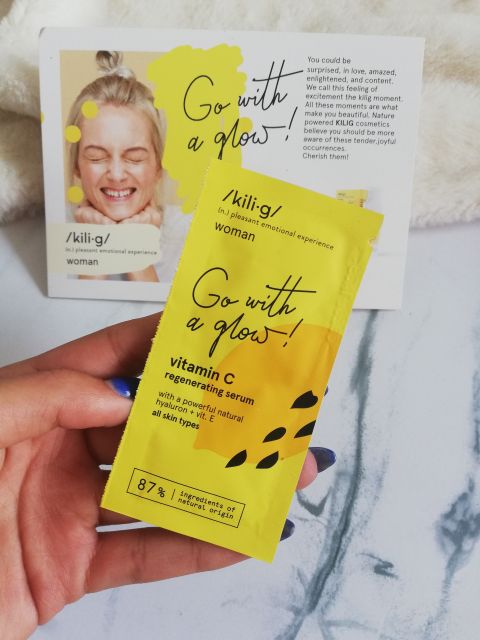 Go with
a glow!
You could be
surprised, in love, amazed,
enlightened, and content.
We call this feeling of
excitement the kilig moment.
All these moments are what
make you beautiful. Nature
powered KILIG cosmetics
believe you should be more
aware of these tender, joyful
occurrences.
Cherish them!
/kili·g/
(n.) pleasant emotional experience
woman
/kili·g/
(n.) pleasant emotional experience
woman
Go with
a glow!
vitamin C
regenerating serum
with a powerful natural
hyaluron + vit. E
all skin types
87% | ingredients of
natural origin